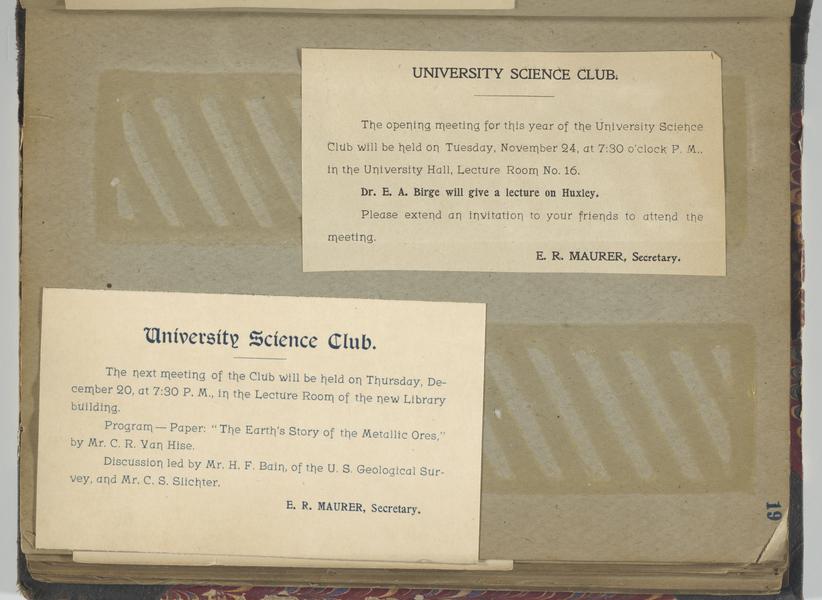 UNIVERSITY SCIENCE CLUB.
The opening meeting for this year of the University Science
Club will be held on Tuesday, November 24, at 7:30 o'clock P. M.,
in the University Hall, Lecture Room No. 16.
Dr. E. A. Birge will give a lecture on Huxley.
Please extend an invitation to your friends to attend the
meeting.
E. R. MAURER, Secretary.
University Science Club.
The next meeting of the Club will be held on Thursday, De-
cember 20, at 7:30 P. M., in the Lecture Room of the new Library
building.
Program — Paper: "The Earth's Story of the Metallic Ores,"
by Mr. C. R. Van Hise.
Discussion led by Mr. H. F. Bain, of the U. S. Geological Sur-
vey, and Mr. C. S. Slichter.
E. R. MAURER, Secretary.
19